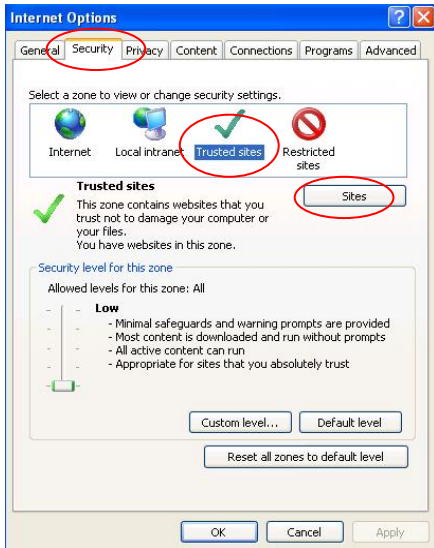 Internet Options
General Security Privacy Content Connections Programs Advanced
Select a zone to view or change security settings.
Internet Local intranet Trusted sites Restricted sites
Trusted sites
Sites
This zone contains websites that you
trust not to damage your computer or
your files.
You have websites in this zone.
Security level for this zone
Allowed levels for this zone: All
Low
- Minimal safeguards and warning prompts are provided
- Most content is downloaded and run without prompts
- All active content can run
- Appropriate for sites that you absolutely trust
Custom level... Default level
Reset all zones to default level
OK Cancel Apply